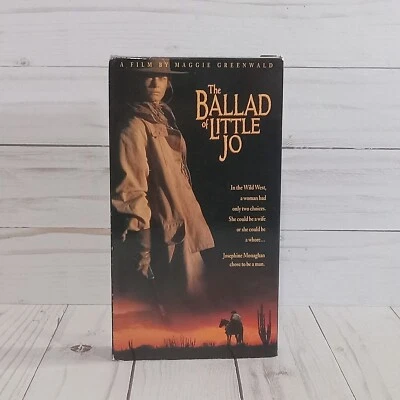 A FILM BY MAGGIE GREENWALD
The
BALLAD
of LITTLE
JO
In the Wild West,
a woman had
only two choices.
She could be a wife
or she could be
a whore...
Josephine Monaghan
chose to be a man.